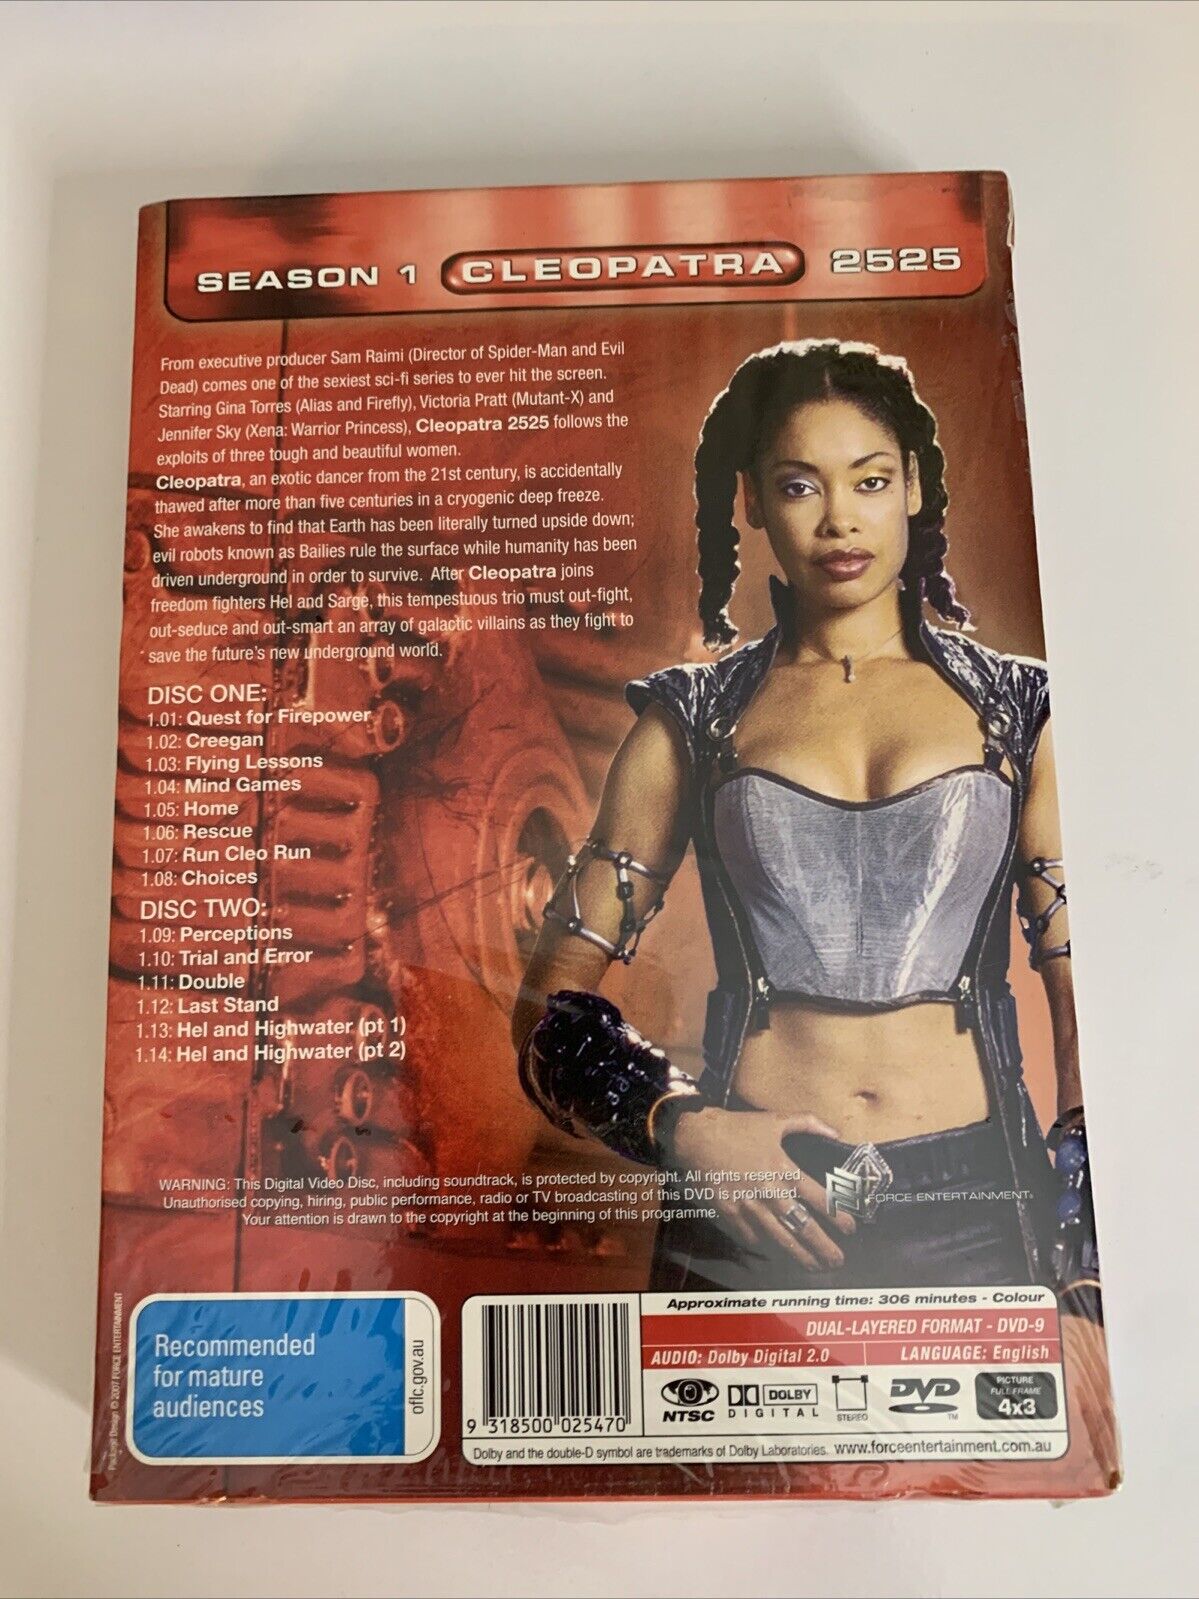 SEASON 1 CLEOPATRA 2525
From executive producer Sam Raimi (Director of Spider-Man and Evil
Dead) comes one of the sexiest sci-fi series to ever hit the screen.
Starring Gina Torres (Alias and Firefly), Victoria Pratt (Mutant-X) and
Jennifer Sky (Xena: Warrior Princess), Cleopatra 2525 follows the
exploits of three tough and beautiful women.
Cleopatra, an exotic dancer from the 21st century, is accidentally
thawed after more than five centuries in a cryogenic deep freeze.
She awakens to find that Earth has been literally turned upside down;
evil robots known as Bailies rule the surface while humanity has been
driven underground in order to survive. After Cleopatra joins
freedom fighters Hel and Sarge, this tempestuous trio must out-fight,
out-seduce and out-smart an array of galactic villains as they fight to
save the future's new underground world.
DISC ONE:
1.01: Quest for Firepower
1.02: Creegan
1.03: Flying Lessons
1.04: Mind Games
1.05: Home
1.06: Rescue
1.07: Run Cleo Run
1.08: Choices
DISC TWO:
1.09: Perceptions
1.10: Trial and Error
1.11: Double
1.12: Last Stand
1.13: Hel and Highwater (pt 1)
1.14: Hel and Highwater (pt 2)
WARNING: This Digital Video Disc, including soundtrack, is protected by copyright. All rights reserved.
Unauthorised copying, hiring, public performance, radio or TV broadcasting of this DVD is prohibited.
Your attention is drawn to the copyright at the beginning of this programme.
FORCE ENTERTAINMENT
Package Design © 2007 FORCE ENTERTAINMENT
Recommended
for mature
audiences
oflc.gov.au
9 318500 025470
Approximate running time: 306 minutes - Colour
DUAL-LAYERED FORMAT - DVD-9
AUDIO: Dolby Digital 2.0 LANGUAGE: English
NTSC
DOLBY
DIGITAL
STEREO
DVD
TM
PICTURE
FULL FRAME
4x3
Dolby and the double-D symbol are trademarks of Dolby Laboratories. www.forceentertainment.com.au